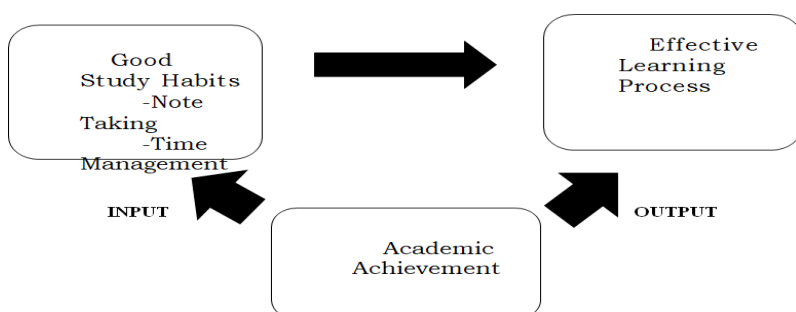 Good
Study Habits
-Note
Taking
-Time
Management
Effective
Learning
Process
INPUT
OUTPUT
Academic
Achievement